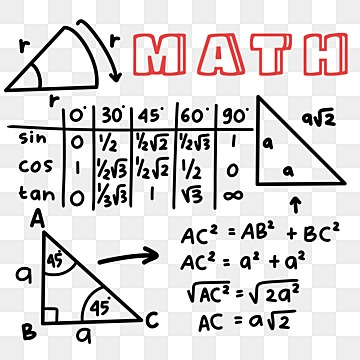 MATH
r
r
r
0° 30° 45° 60° 90°
sin 0 1/2 1/2√2 1/2√3 1
cos 1 1/2√3 1/2√2 1/2 0
tan 0 1/3√3 1 √3 ∞
a√2
a
a
A
45°
a
45°
B
a
C
AC² = AB² + BC²
AC² = a² + a²
√AC² = √2a²
AC = a√2